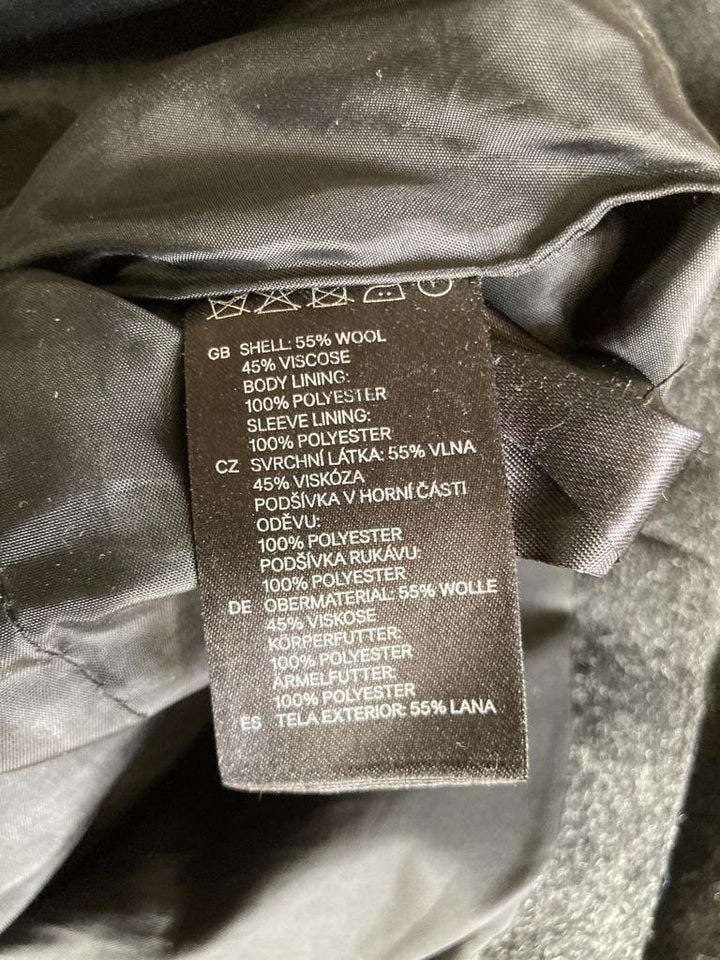 GB SHELL: 55% WOOL
45% VISCOSE
BODY LINING:
100% POLYESTER
SLEEVE LINING:
100% POLYESTER
CZ SVRCHNÍ LÁTKA: 55% VLNA
45% VISKÓZA
PODŠÍVKA V HORNÍ ČÁSTI
ODĚVU:
100% POLYESTER
PODŠÍVKA RUKÁVU:
100% POLYESTER
DE OBERMATERIAL: 55% WOLLE
45% VISKOSE
KÖRPERFUTTER:
100% POLYESTER
ÄRMELFUTTER:
100% POLYESTER
ES TELA EXTERIOR: 55% LANA